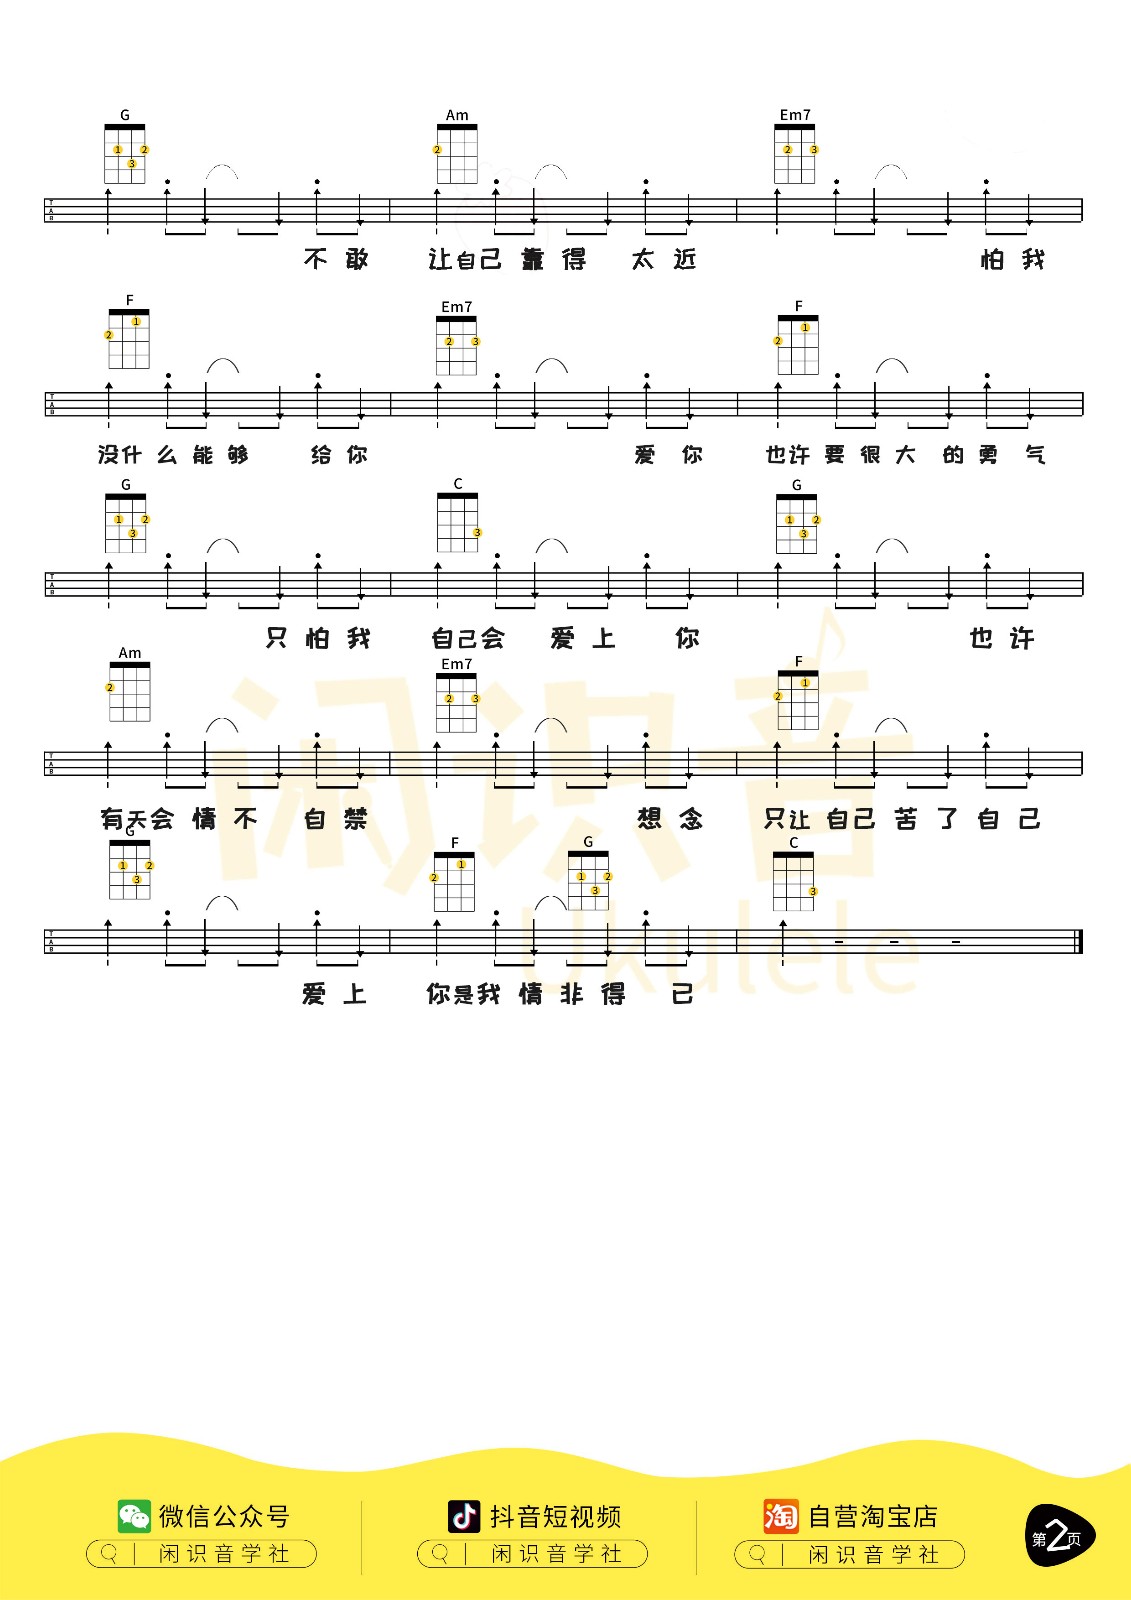 G Am Em7
不敢 让自己靠得 太近 怕我
F Em7 F
没什么能够 给你 爱你 也许要很大的勇气
G C G
只怕我 自己会 爱上 你 也许
Am Em7 F
有天会情不 自禁 想念 只让自己苦了自己
G F G C
爱上 你是我情非得 已
闲识音
Ukulele
微信公众号 抖音短视频 自营淘宝店
闲识音学社 闲识音学社 闲识音学社
第2页